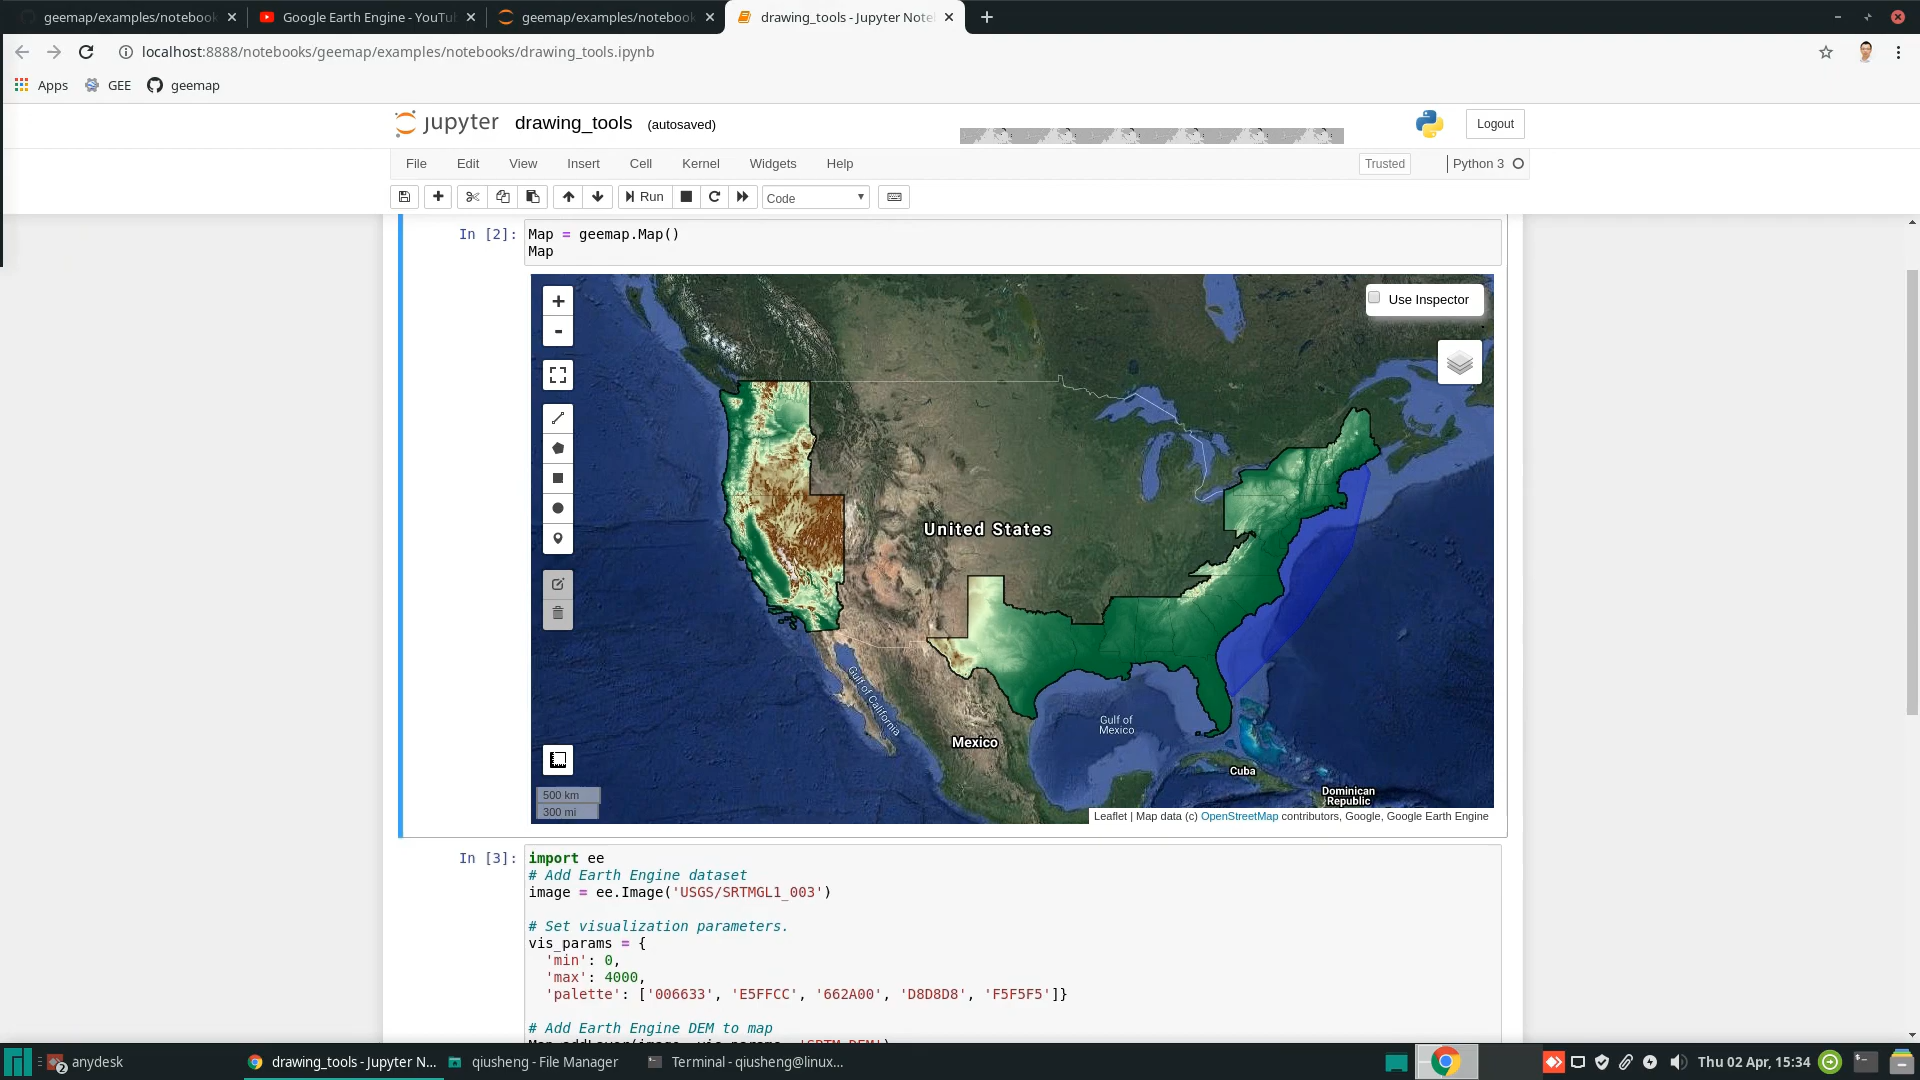 geemap/examples/notebook
Google Earth Engine - YouTu
geemap/examples/notebook
drawing_tools - Jupyter Note
localhost:8888/notebooks/geemap/examples/notebooks/drawing_tools.ipynb
Apps
GEE
geemap
jupyter
drawing_tools
(autosaved)
Logout
File
Edit
View
Insert
Cell
Kernel
Widgets
Help
Trusted
Python 3
Run
Code
In [2]:
Map = geemap.Map()
Map
+
-
Use Inspector
United States
Gulf of California
Gulf of
Mexico
Mexico
Cuba
Dominican
Republic
500 km
300 mi
Leaflet | Map data (c) OpenStreetMap contributors, Google, Google Earth Engine
In [3]:
import ee
# Add Earth Engine dataset
image = ee.Image('USGS/SRTMGL1_003')
# Set visualization parameters.
vis_params = {
'min': 0,
'max': 4000,
'palette': ['006633', 'E5FFCC', '662A00', 'D8D8D8', 'F5F5F5']}
# Add Earth Engine DEM to map
2
anydesk
drawing_tools - Jupyter N...
qiusheng - File Manager
Terminal - qiusheng@linux...
Thu 02 Apr, 15:34